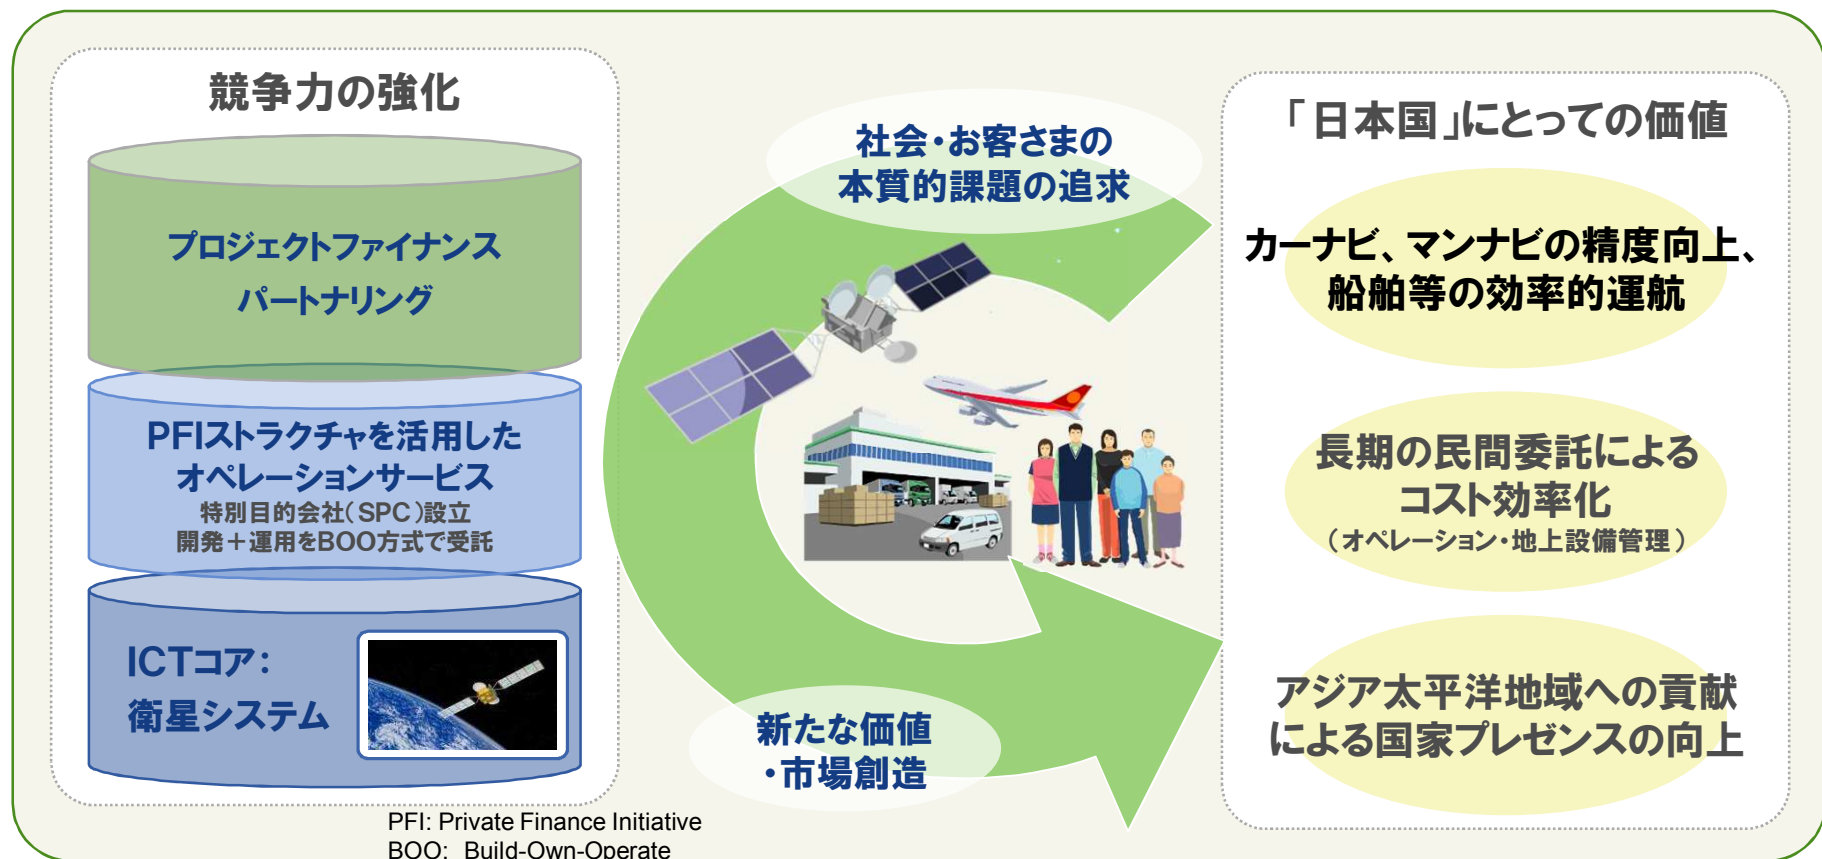 競争力の強化
プロジェクトファイナンス
パートナリング
PFIストラクチャを活用した
オペレーションサービス
特別目的会社(SPC)設立
開発＋運用をBOO方式で受託
ICTコア：
衛星システム
社会・お客さまの
本質的課題の追求
新たな価値
・市場創造
「日本国」にとっての価値
カーナビ、マンナビの精度向上、
船舶等の効率的運航
長期の民間委託による
コスト効率化
（オペレーション・地上設備管理）
アジア太平洋地域への貢献
による国家プレゼンスの向上
PFI: Private Finance Initiative
BOO: Build-Own-Operate